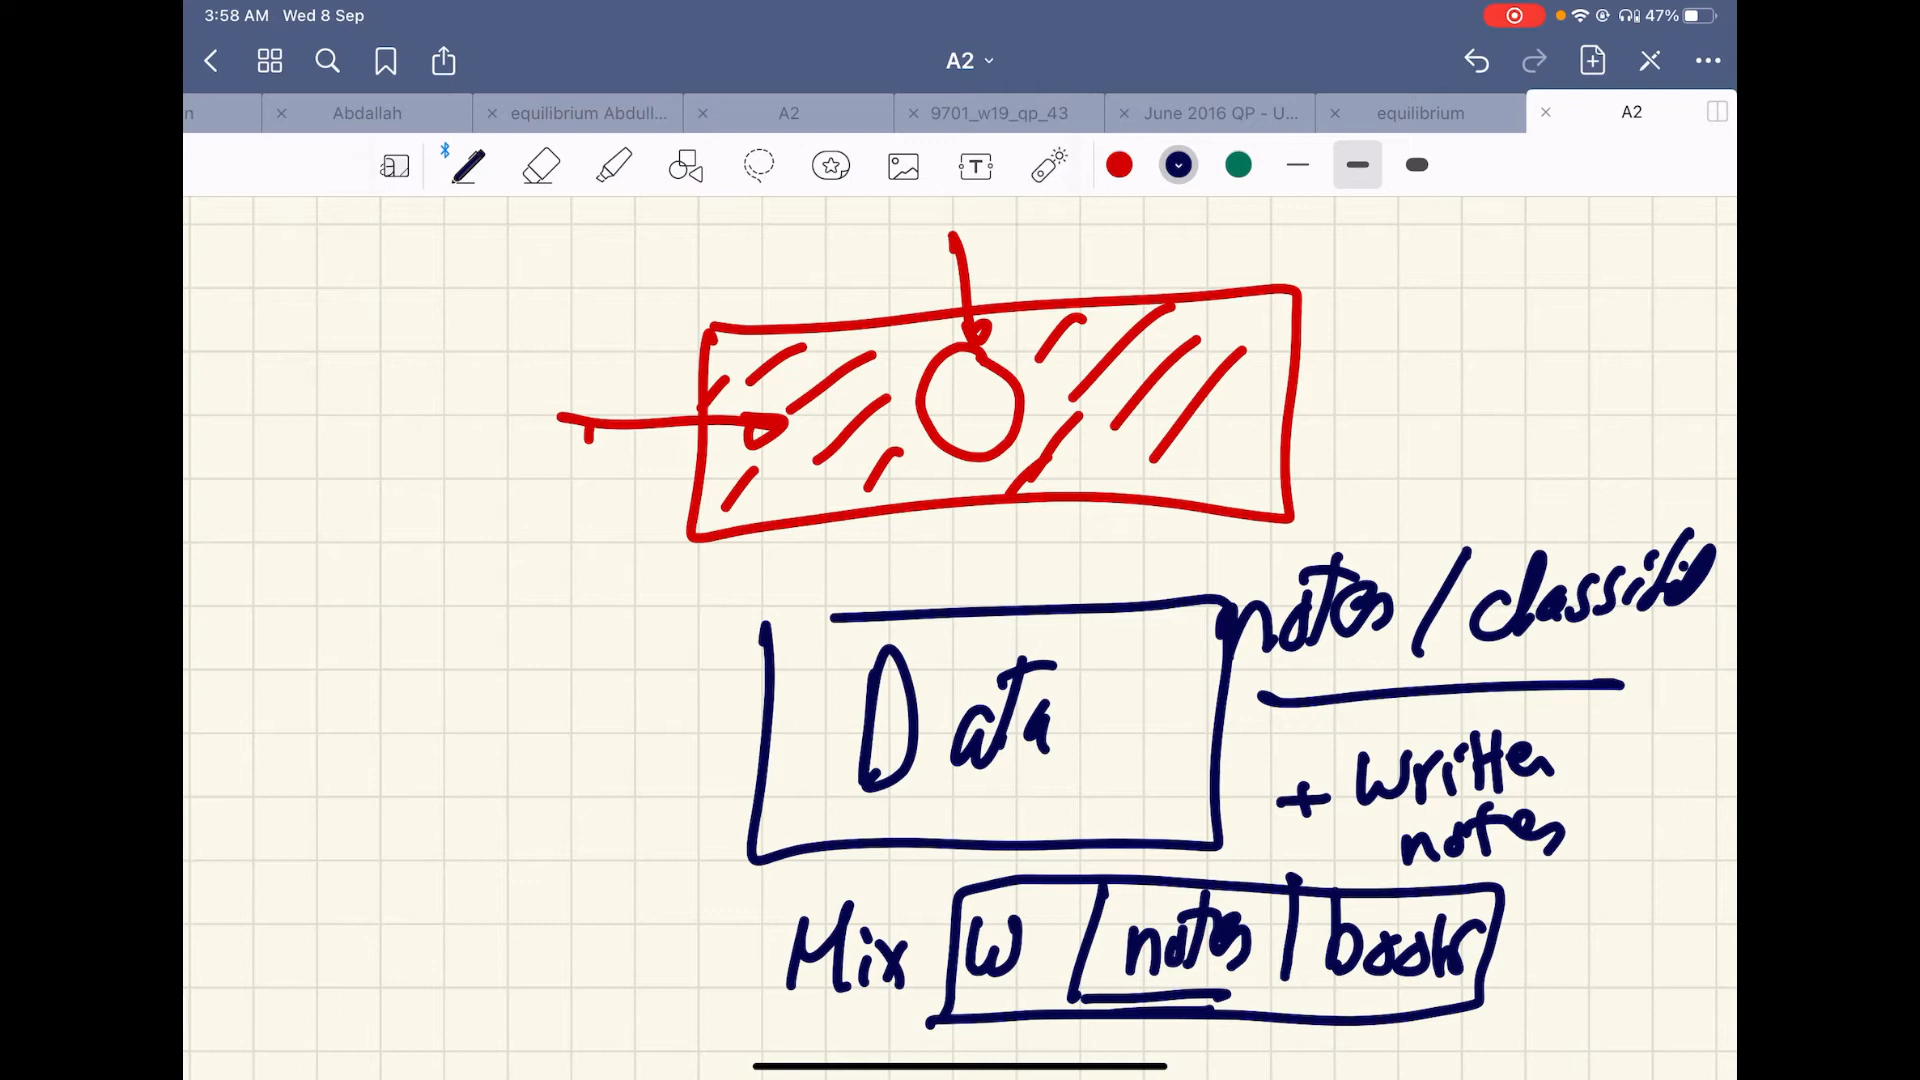 3:58 AM Wed 8 Sep 47%
A2
n Abdallah equilibrium Abdull... A2 9701_w19_qp_43 June 2016 QP - U... equilibrium A2
notes / classified
Data
+ written
notes
Mix W / notes / book